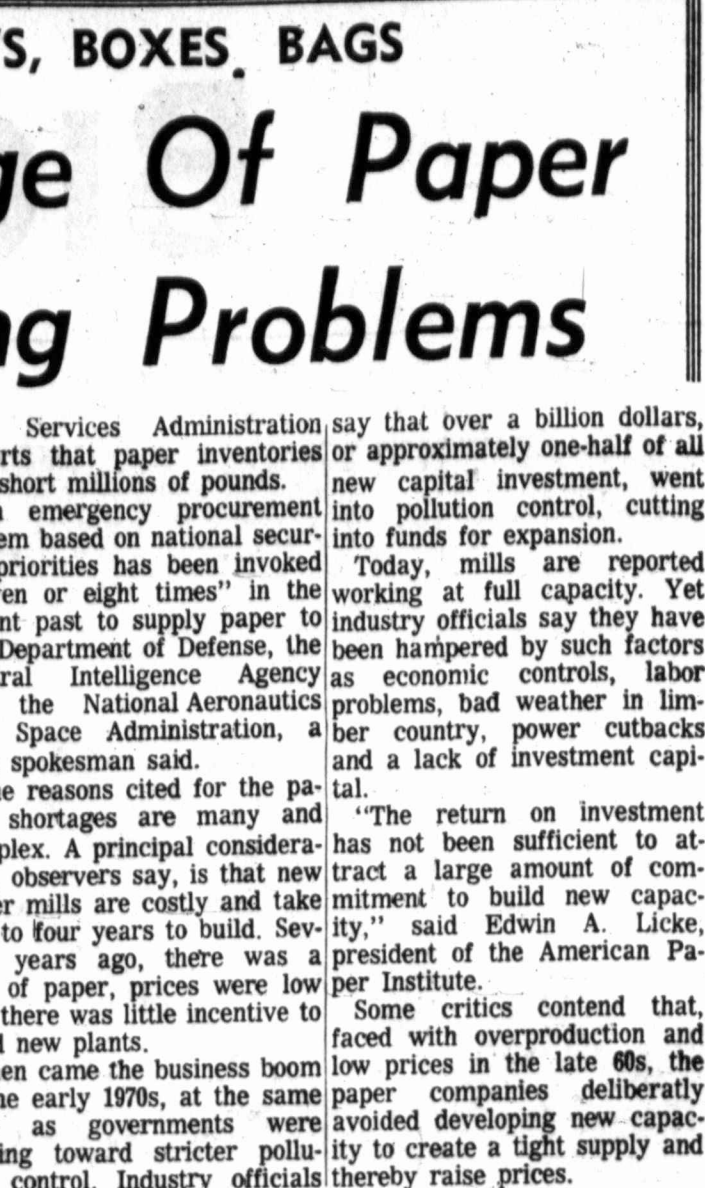 S, BOXES, BAGS
ge Of Paper
ng Problems
Services Administration
rts that paper inventories
short millions of pounds.
emergency procurement
em based on national secur-
priorities has been invoked
en or eight times" in the
nt past to supply paper to
Department of Defense, the
ral Intelligence Agency
the National Aeronautics
Space Administration, a
spokesman said.
e reasons cited for the pa-
shortages are many and
plex. A principal considera-
observers say, is that new
er mills are costly and take
to four years to build. Sev-
years ago, there was a
of paper, prices were low
there was little incentive to
new plants.
en came the business boom
he early 1970s, at the same
as governments were
ing toward stricter pollu-
control. Industry officials
say that over a billion dollars,
or approximately one-half of all
new capital investment, went
into pollution control, cutting
into funds for expansion.
Today, mills are reported
working at full capacity. Yet
industry officials say they have
been hampered by such factors
as economic controls, labor
problems, bad weather in lim-
ber country, power cutbacks
and a lack of investment capi-
tal.
"The return on investment
has not been sufficient to at-
tract a large amount of com-
mitment to build new capac-
ity," said Edwin A. Licke,
president of the American Pa-
per Institute.
Some critics contend that,
faced with overproduction and
low prices in the late 60s, the
paper companies deliberatly
avoided developing new capac-
ity to create a tight supply and
thereby raise prices.